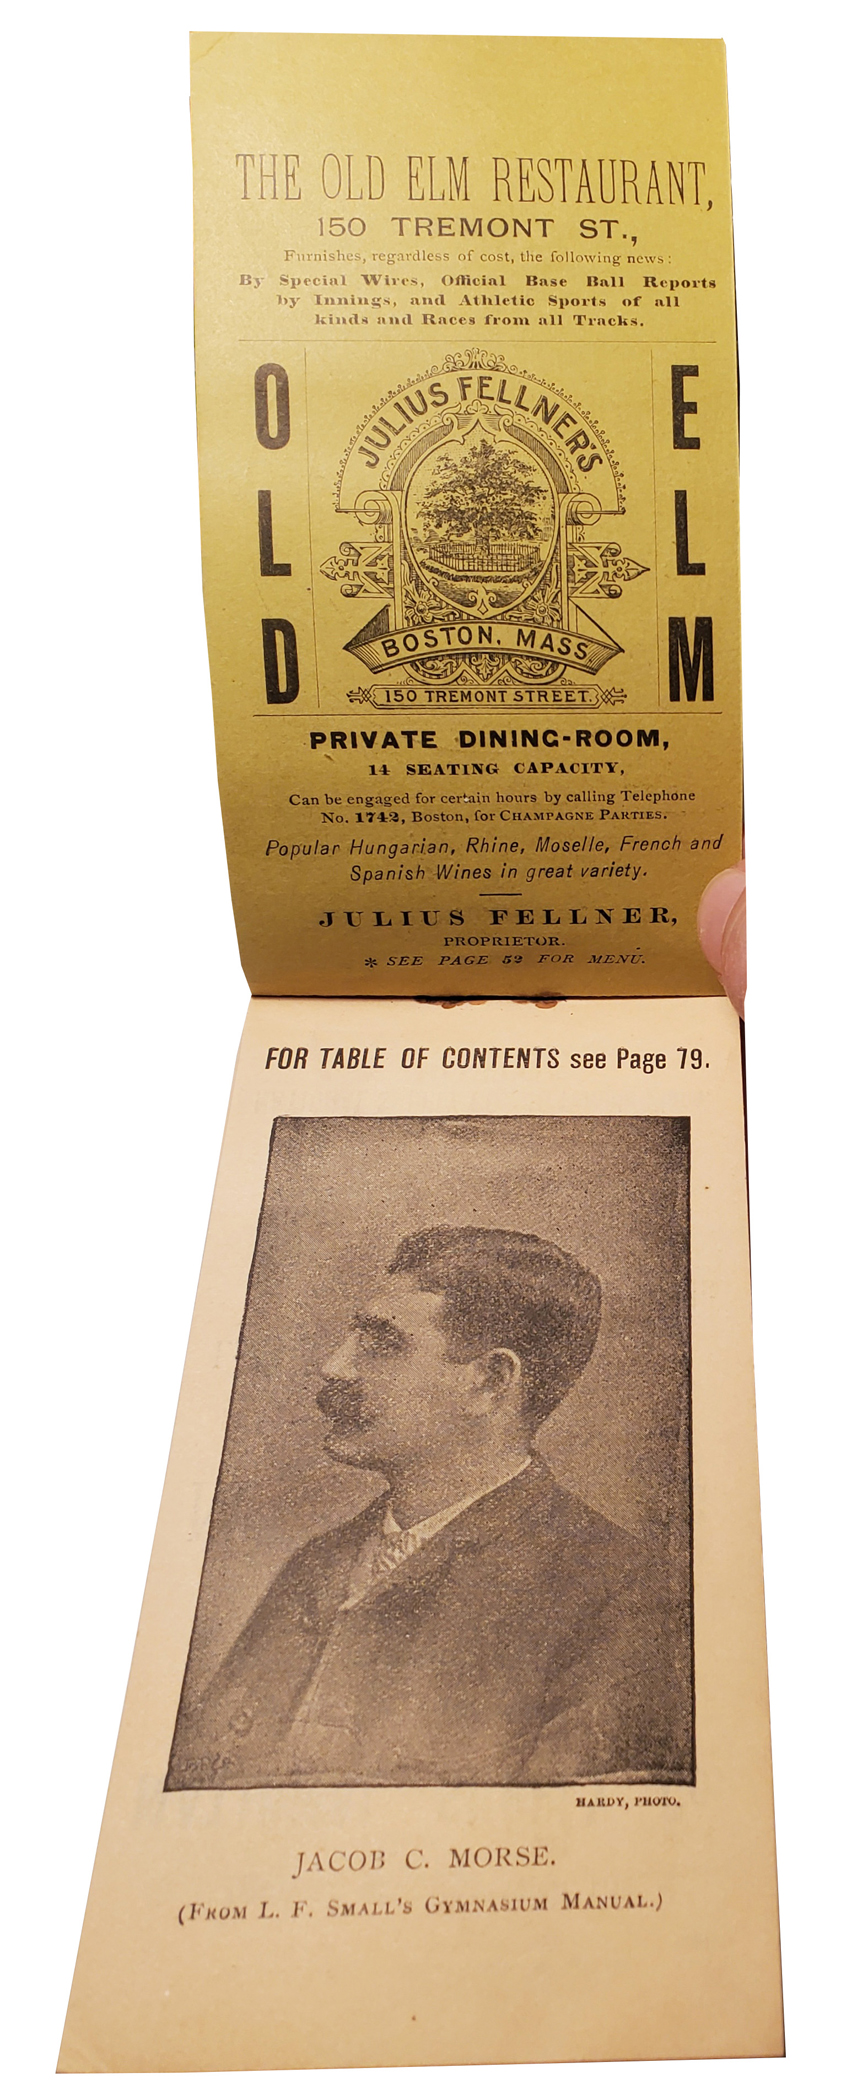 THE OLD ELM RESTAURANT,
150 TREMONT ST.,
Furnishes, regardless of cost, the following news:
By Special Wires, Official Base Ball Reports
by Innings, and Athletic Sports of all
kinds and Races from all Tracks.
OLD
JULIUS FELLNER'S
BOSTON, MASS
150 TREMONT STREET.
ELM
PRIVATE DINING-ROOM,
14 SEATING CAPACITY,
Can be engaged for certain hours by calling Telephone
No. 1742, Boston, for CHAMPAGNE PARTIES.
Popular Hungarian, Rhine, Moselle, French and
Spanish Wines in great variety.
JULIUS FELLNER,
PROPRIETOR.
* SEE PAGE 52 FOR MENU.
FOR TABLE OF CONTENTS see Page 79.
HARDY, PHOTO.
JACOB C. MORSE.
(FROM L. F. SMALL'S GYMNASIUM MANUAL.)